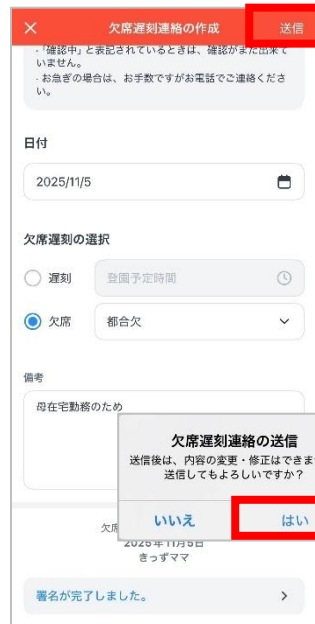 欠席遅刻連絡の作成
送信
・「確認中」と表記されているときは、確認がまだ出来て
いません。
・お急ぎの場合は、お手数ですがお電話でご連絡くださ
い。
日付
2025/11/5
欠席遅刻の選択
遅刻
登園予定時間
欠席
都合欠
備考
母在宅勤務のため
欠席遅刻連絡の送信
送信後は、内容の変更・修正はできま
送信してもよろしいですか？
いいえ
はい
欠席
2025年11月5日
きっずママ
署名が完了しました。